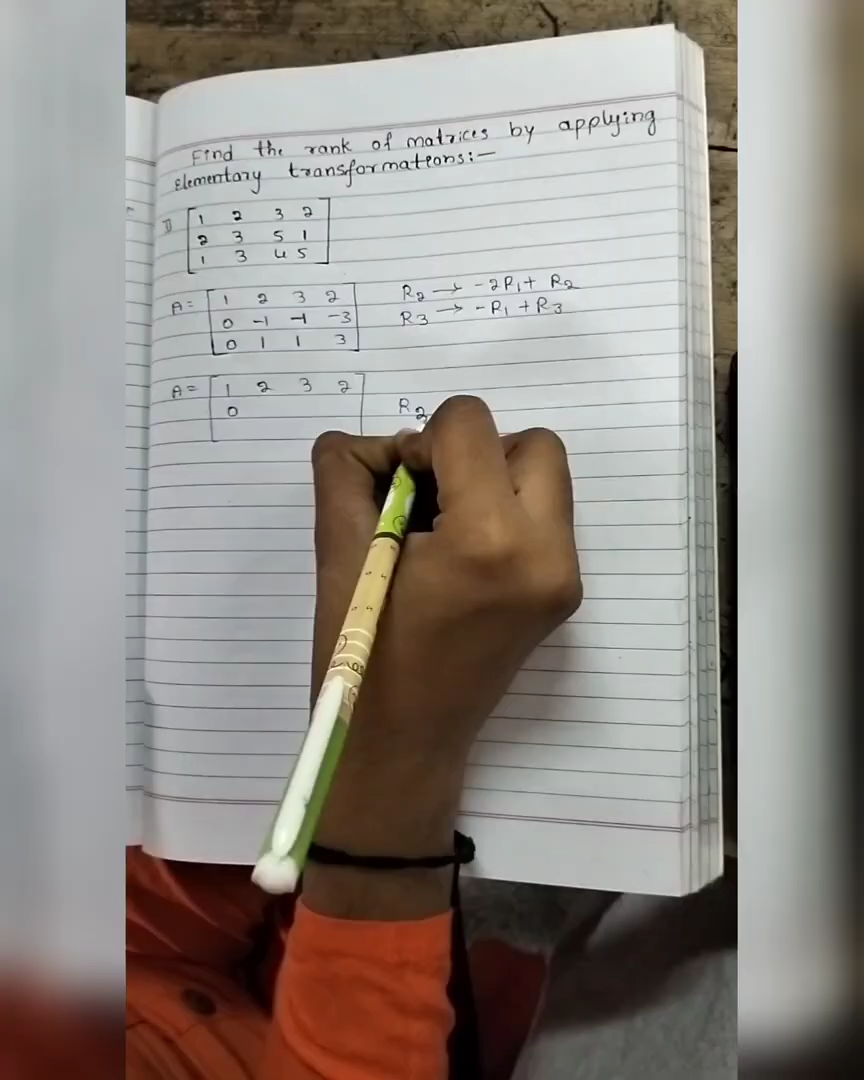 Find the rank of matrices by applying
Elementary transformateons:-
1 2 3 2
2 3 5 1
1 3 4 5
A = 1 2 3 2 R2 → -2R1 + R2
0 -1 -1 -3 R3 → -R1 + R3
0 1 1 3
A = 1 2 3 2
0 R2